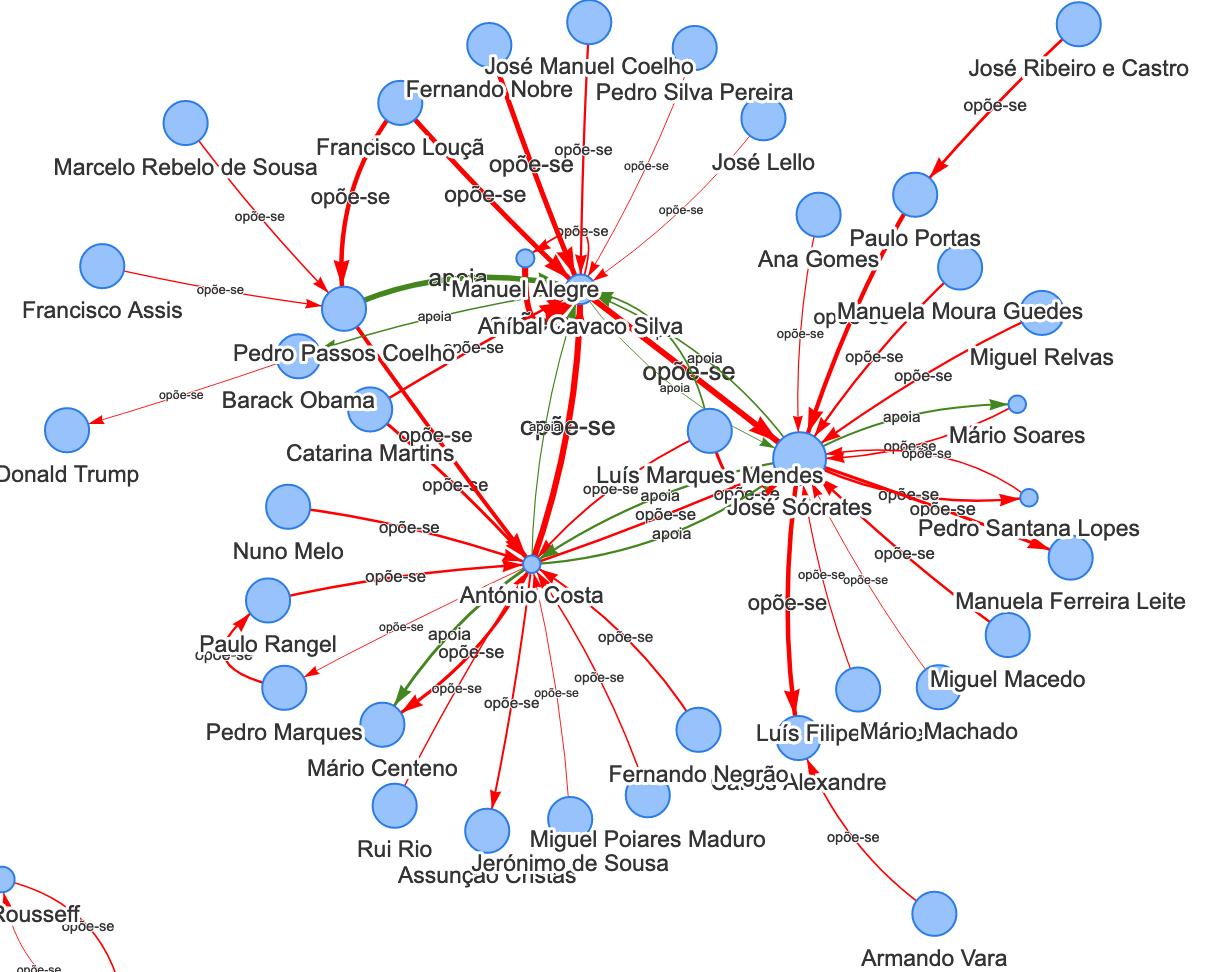 José Manuel Coelho
José Ribeiro e Castro
Fernando Nobre
Pedro Silva Pereira
opõe-se
Francisco Louçã
opõe-se
Marcelo Rebelo de Sousa
opõe-se
opõe-se
José Lello
opõe-se
opõe-se
opõe-se
opõe-se
opõe-se
opõe-se
Paulo Portas
Ana Gomes
apoia
Manuel Alegre
opõe-se
Francisco Assis
Manuela Moura Guedes
apoia
Aníbal Cavaco Silva
opõe-se
Pedro Passos Coelho
opõe-se
apoia
opõe-se
Miguel Relvas
opõe-se
opõe-se
apoia
opõe-se
Barack Obama
apoia
opõe-se
apoia
opõe-se
Mário Soares
Catarina Martins
opõe-se
opõe-se
Donald Trump
Luís Marques Mendes
opõe-se
opõe-se
apoia
opõe-se
opõe-se
José Sócrates
opõe-se
opõe-se
opõe-se
Pedro Santana Lopes
apoia
Nuno Melo
opõe-se
opõe-se
opõe-se
opõe-se
António Costa
opõe-se
Manuela Ferreira Leite
opõe-se
apoia
opõe-se
Paulo Rangel
opõe-se
opõe-se
Miguel Macedo
opõe-se
opõe-se
opõe-se
opõe-se
Pedro Marques
Luís Filipe
Mário Machado
Mário Centeno
Fernando Negrão
Alexandre
opõe-se
Miguel Poiares Maduro
Rui Rio
Jerónimo de Sousa
Assunção Cristas
Rousseff
opõe-se
Armando Vara
opõe-se